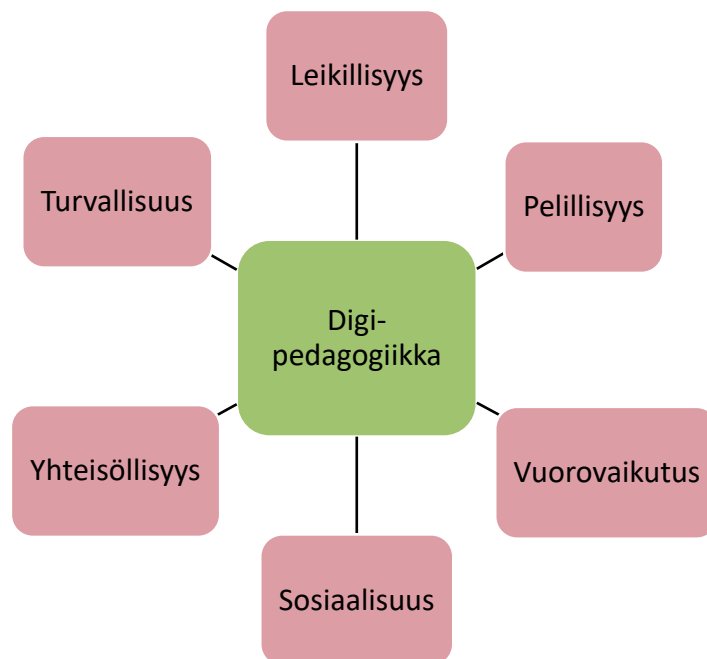 Leikillisyys
Turvallisuus
Pelillisyys
Digi-
pedagogiikka
Yhteisöllisyys
Vuorovaikutus
Sosiaalisuus